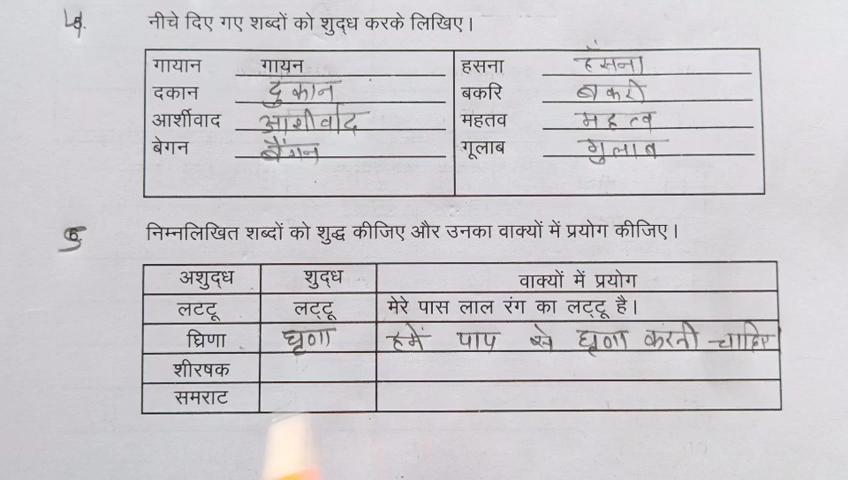 4. नीचे दिए गए शब्दों को शुद्ध करके लिखिए।
गायान गायन हसना हँसना
दकान दुकान बकरि बकरी
आर्शीवाद आशीर्वाद महतव महत्व
बेगन बैंगन गूलाब गुलाब
निम्नलिखित शब्दों को शुद्ध कीजिए और उनका वाक्यों में प्रयोग कीजिए।
अशुद्ध शुद्ध वाक्यों में प्रयोग
लटटू लट्टू मेरे पास लाल रंग का लट्टू है।
घ्रिणा घृणा हमें पाप से घृणा करनी चाहिए
शीरषक
समराट